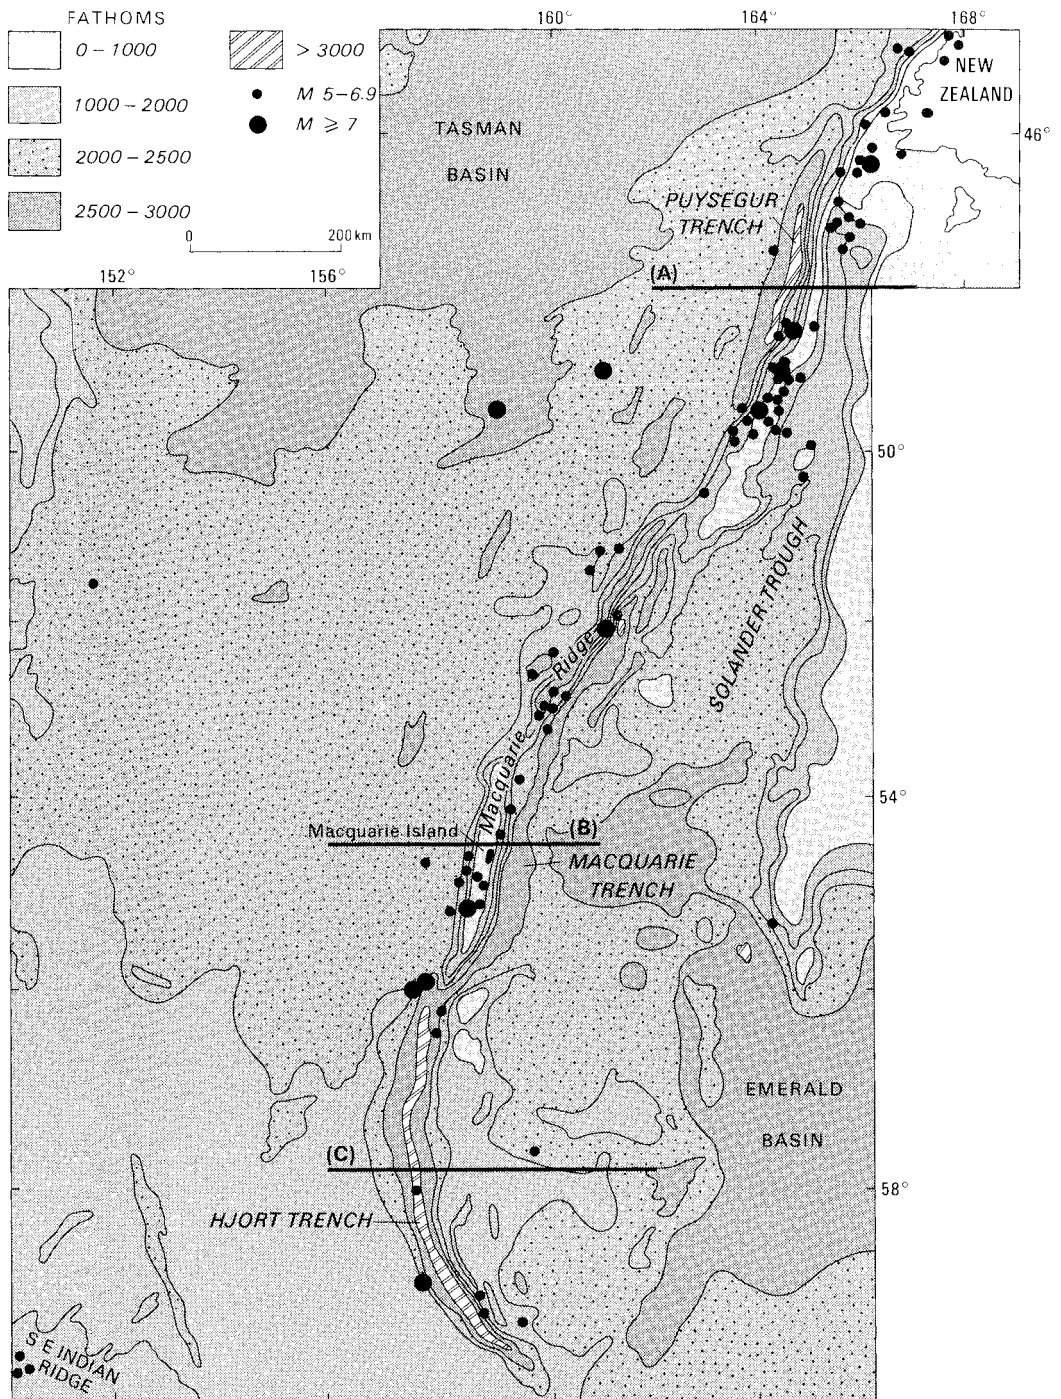 FATHOMS
0-1000
> 3000
1000-2000
M 5-6.9
2000-2500
M ⩾ 7
2500-3000
0 200 km
160°
164°
168°
152°
156°
NEW
ZEALAND
46°
TASMAN
BASIN
PUYSEGUR
TRENCH
(A)
50°
SOLANDER TROUGH
Macquarie Ridge
54°
Macquarie Island
(B)
MACQUARIE
TRENCH
EMERALD
BASIN
(C)
58°
HJORT TRENCH
S E INDIAN
RIDGE